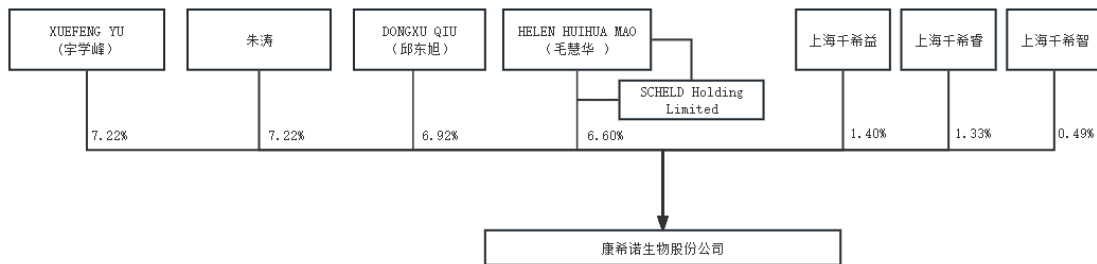 XUEFENG YU
（宇学峰）
朱涛
DONGXU QIU
（邱东旭）
HELEN HUIHUA MAO
（毛慧华 ）
上海千希益
上海千希睿
上海千希智
SCHELD Holding
Limited
7.22%
7.22%
6.92%
6.60%
1.40%
1.33%
0.49%
康希诺生物股份公司